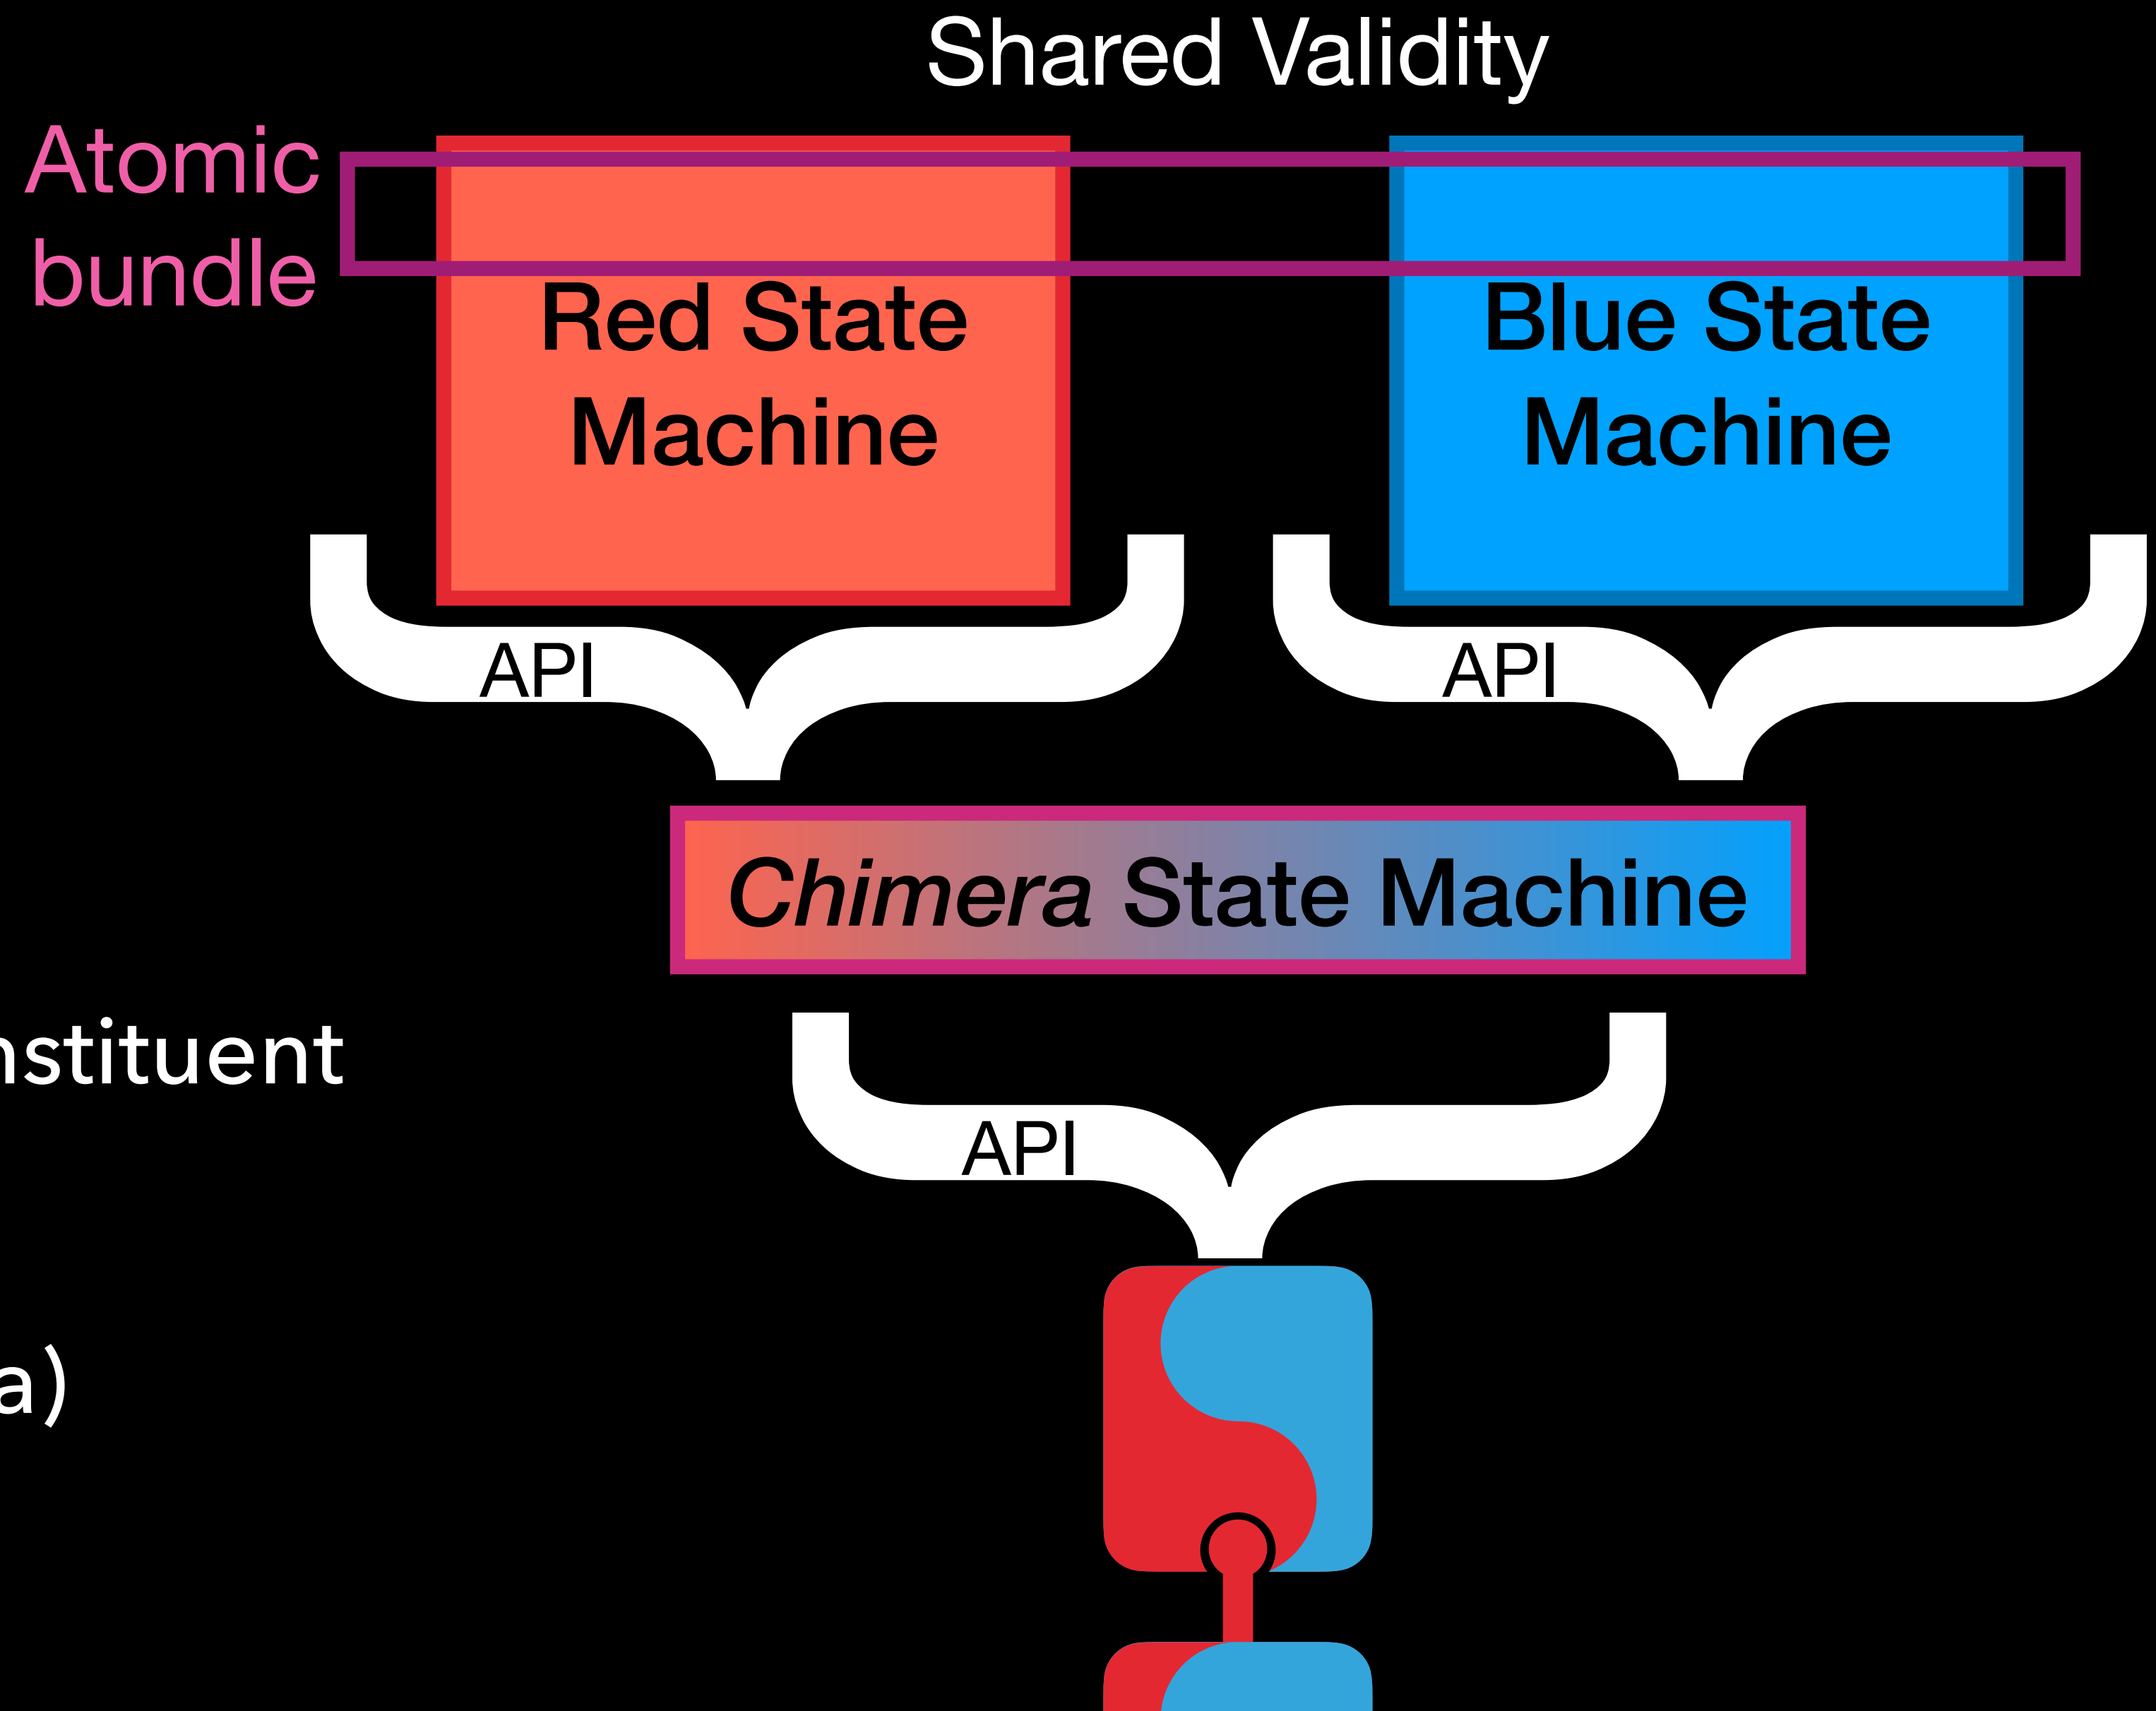 Shared Validity
Atomic
bundle
Red State
Machine
Blue State
Machine
API
API
Chimera State Machine
nstituent
API
a)